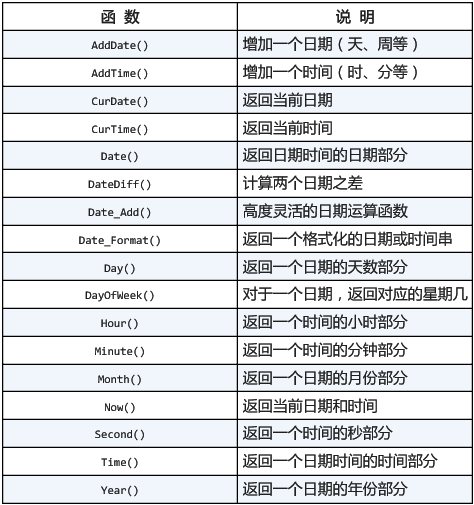 函 数 说 明
AddDate() 增加一个日期（天、周等）
AddTime() 增加一个时间（时、分等）
CurDate() 返回当前日期
CurTime() 返回当前时间
Date() 返回日期时间的日期部分
DateDiff() 计算两个日期之差
Date_Add() 高度灵活的日期运算函数
Date_Format() 返回一个格式化的日期或时间串
Day() 返回一个日期的天数部分
DayOfWeek() 对于一个日期，返回对应的星期几
Hour() 返回一个时间的小时部分
Minute() 返回一个时间的分钟部分
Month() 返回一个日期的月份部分
Now() 返回当前日期和时间
Second() 返回一个时间的秒部分
Time() 返回一个日期时间的时间部分
Year() 返回一个日期的年份部分